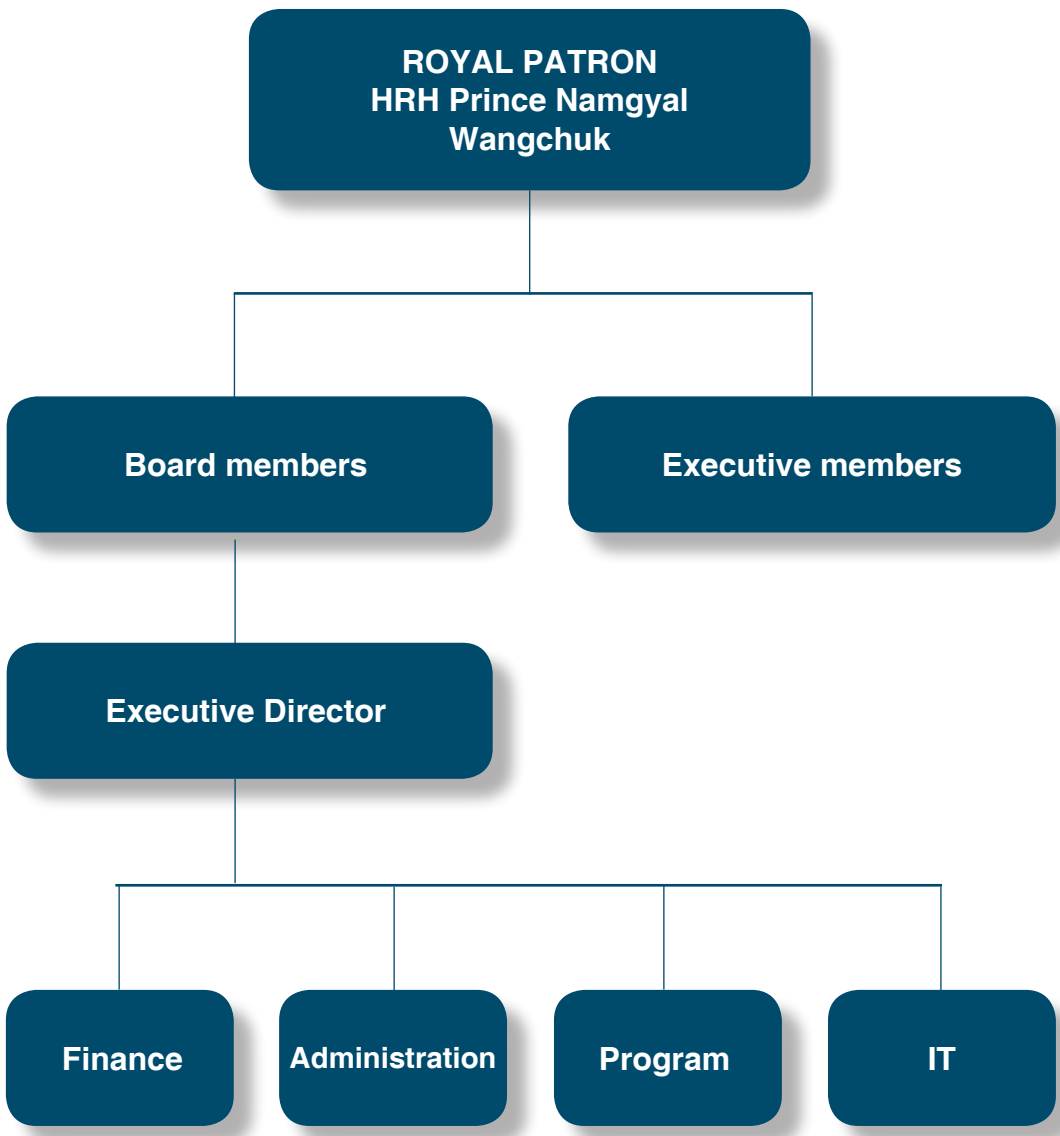 ROYAL PATRON
HRH Prince Namgyal
Wangchuk
Board members
Executive members
Executive Director
Finance
Administration
Program
IT